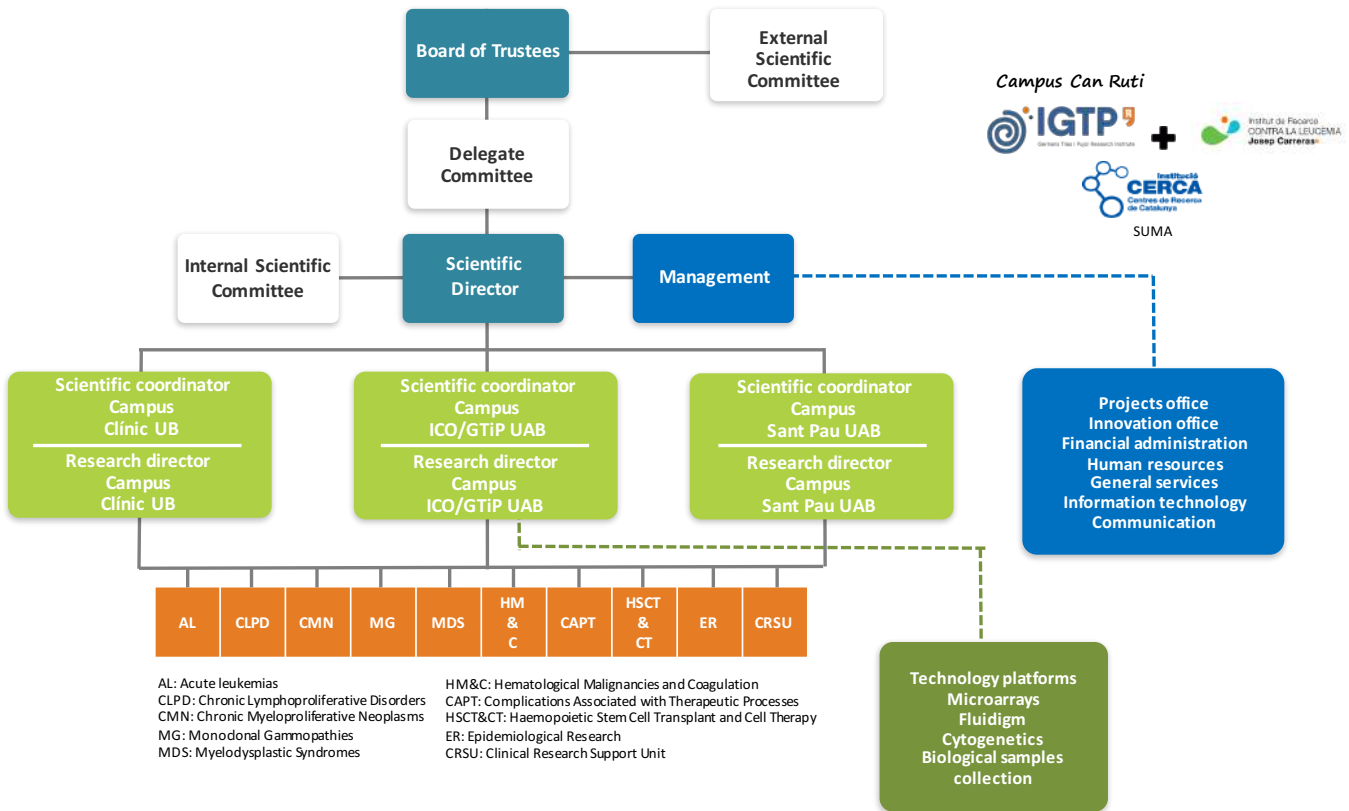 Board of Trustees
External
Scientific
Committee
Campus Can Ruti
IGTP
Germans Trias i Pujol Research Institute
Institut de Recerca
CONTRA LA LEUCÈMIA
Josep Carreras
Institució
CERCA
Centres de Recerca
de Catalunya
SUMA
Delegate
Committee
Internal Scientific
Committee
Scientific
Director
Management
Scientific coordinator
Campus
Clínic UB
Research director
Campus
Clínic UB
Scientific coordinator
Campus
ICO/GTiP UAB
Research director
Campus
ICO/GTiP UAB
Scientific coordinator
Campus
Sant Pau UAB
Research director
Campus
Sant Pau UAB
Projects office
Innovation office
Financial administration
Human resources
General services
Information technology
Communication
AL
CLPD
CMN
MG
MDS
HM
&
C
CAPT
HSCT
&
CT
ER
CRSU
AL: Acute leukemias
CLPD: Chronic Lymphoproliferative Disorders
CMN: Chronic Myeloproliferative Neoplasms
MG: Monoclonal Gammopathies
MDS: Myelodysplastic Syndromes
HM&C: Hematological Malignancies and Coagulation
CAPT: Complications Associated with Therapeutic Processes
HSCT&CT: Haemopoietic Stem Cell Transplant and Cell Therapy
ER: Epidemiological Research
CRSU: Clinical Research Support Unit
Technology platforms
Microarrays
Fluidigm
Cytogenetics
Biological samples
collection